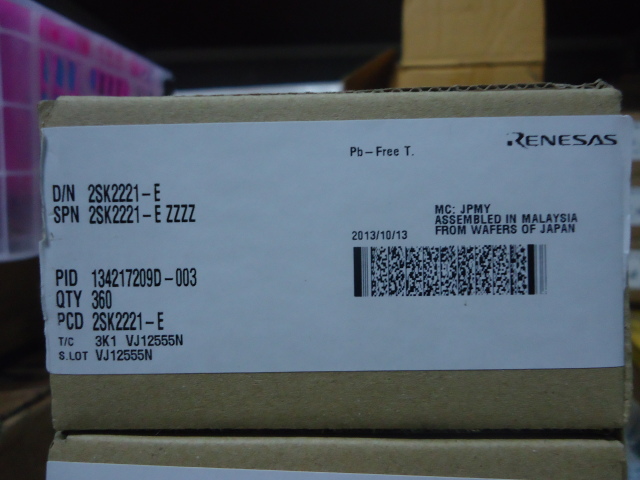 RENESAS
Pb-Free T.
D/N 2SK2221-E
SPN 2SK2221-E ZZZZ
MC: JPMY
ASSEMBLED IN MALAYSIA
FROM WAFERS OF JAPAN
2013/10/13
PID 134217209D-003
QTY 360
PCD 2SK2221-E
T/C 3K1 VJ12555N
S.LOT VJ12555N